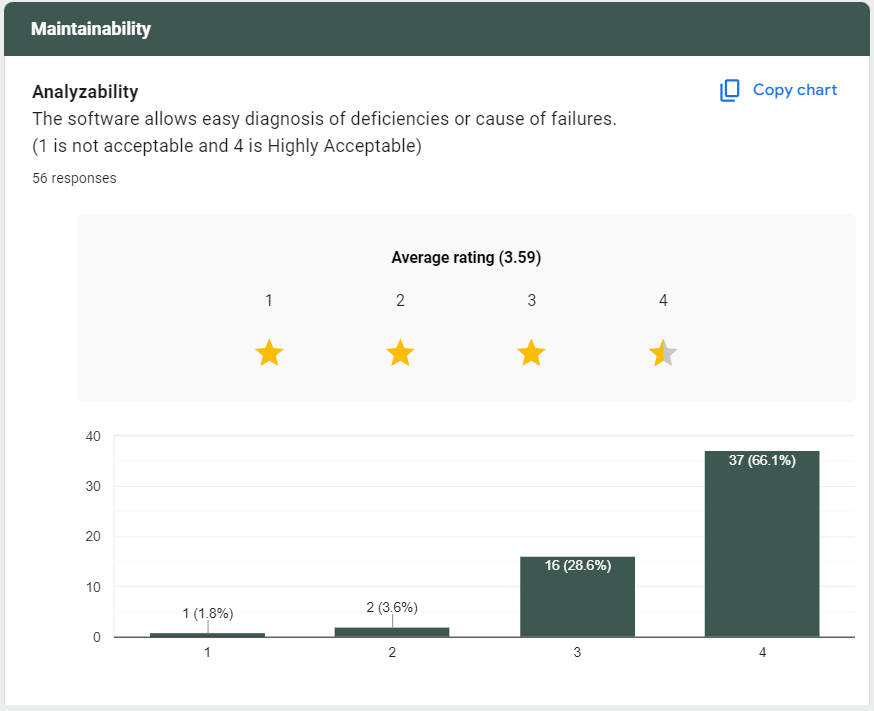 Maintainability
Analyzability
Copy chart
The software allows easy diagnosis of deficiencies or cause of failures.
(1 is not acceptable and 4 is Highly Acceptable)
56 responses
Average rating (3.59)
1 2 3 4
40
30
20
10
0
1 (1.8%)
2 (3.6%)
16 (28.6%)
37 (66.1%)
1 2 3 4